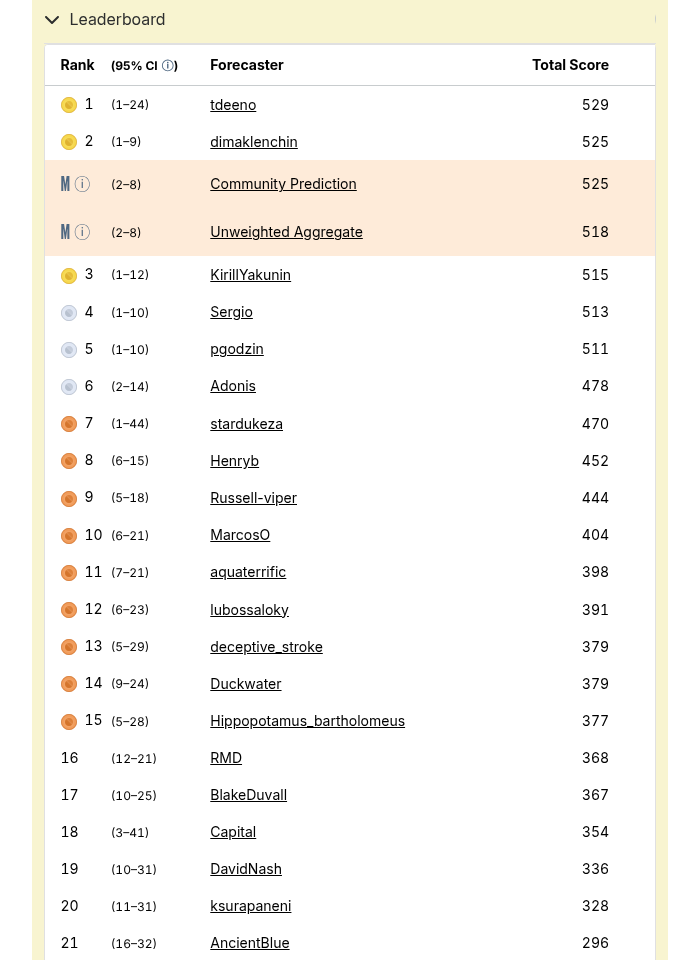 Leaderboard
Rank (95% CI ⓘ) Forecaster Total Score
1 (1–24) tdeeno 529
2 (1–9) dimaklenchin 525
M ⓘ (2–8) Community Prediction 525
M ⓘ (2–8) Unweighted Aggregate 518
3 (1–12) KirillYakunin 515
4 (1–10) Sergio 513
5 (1–10) pgodzin 511
6 (2–14) Adonis 478
7 (1–44) stardukeza 470
8 (6–15) Henryb 452
9 (5–18) Russell-viper 444
10 (6–21) MarcosO 404
11 (7–21) aquaterrific 398
12 (6–23) lubossaloky 391
13 (5–29) deceptive_stroke 379
14 (9–24) Duckwater 379
15 (5–28) Hippopotamus_bartholomeus 377
16 (12–21) RMD 368
17 (10–25) BlakeDuvall 367
18 (3–41) Capital 354
19 (10–31) DavidNash 336
20 (11–31) ksurapaneni 328
21 (16–32) AncientBlue 296